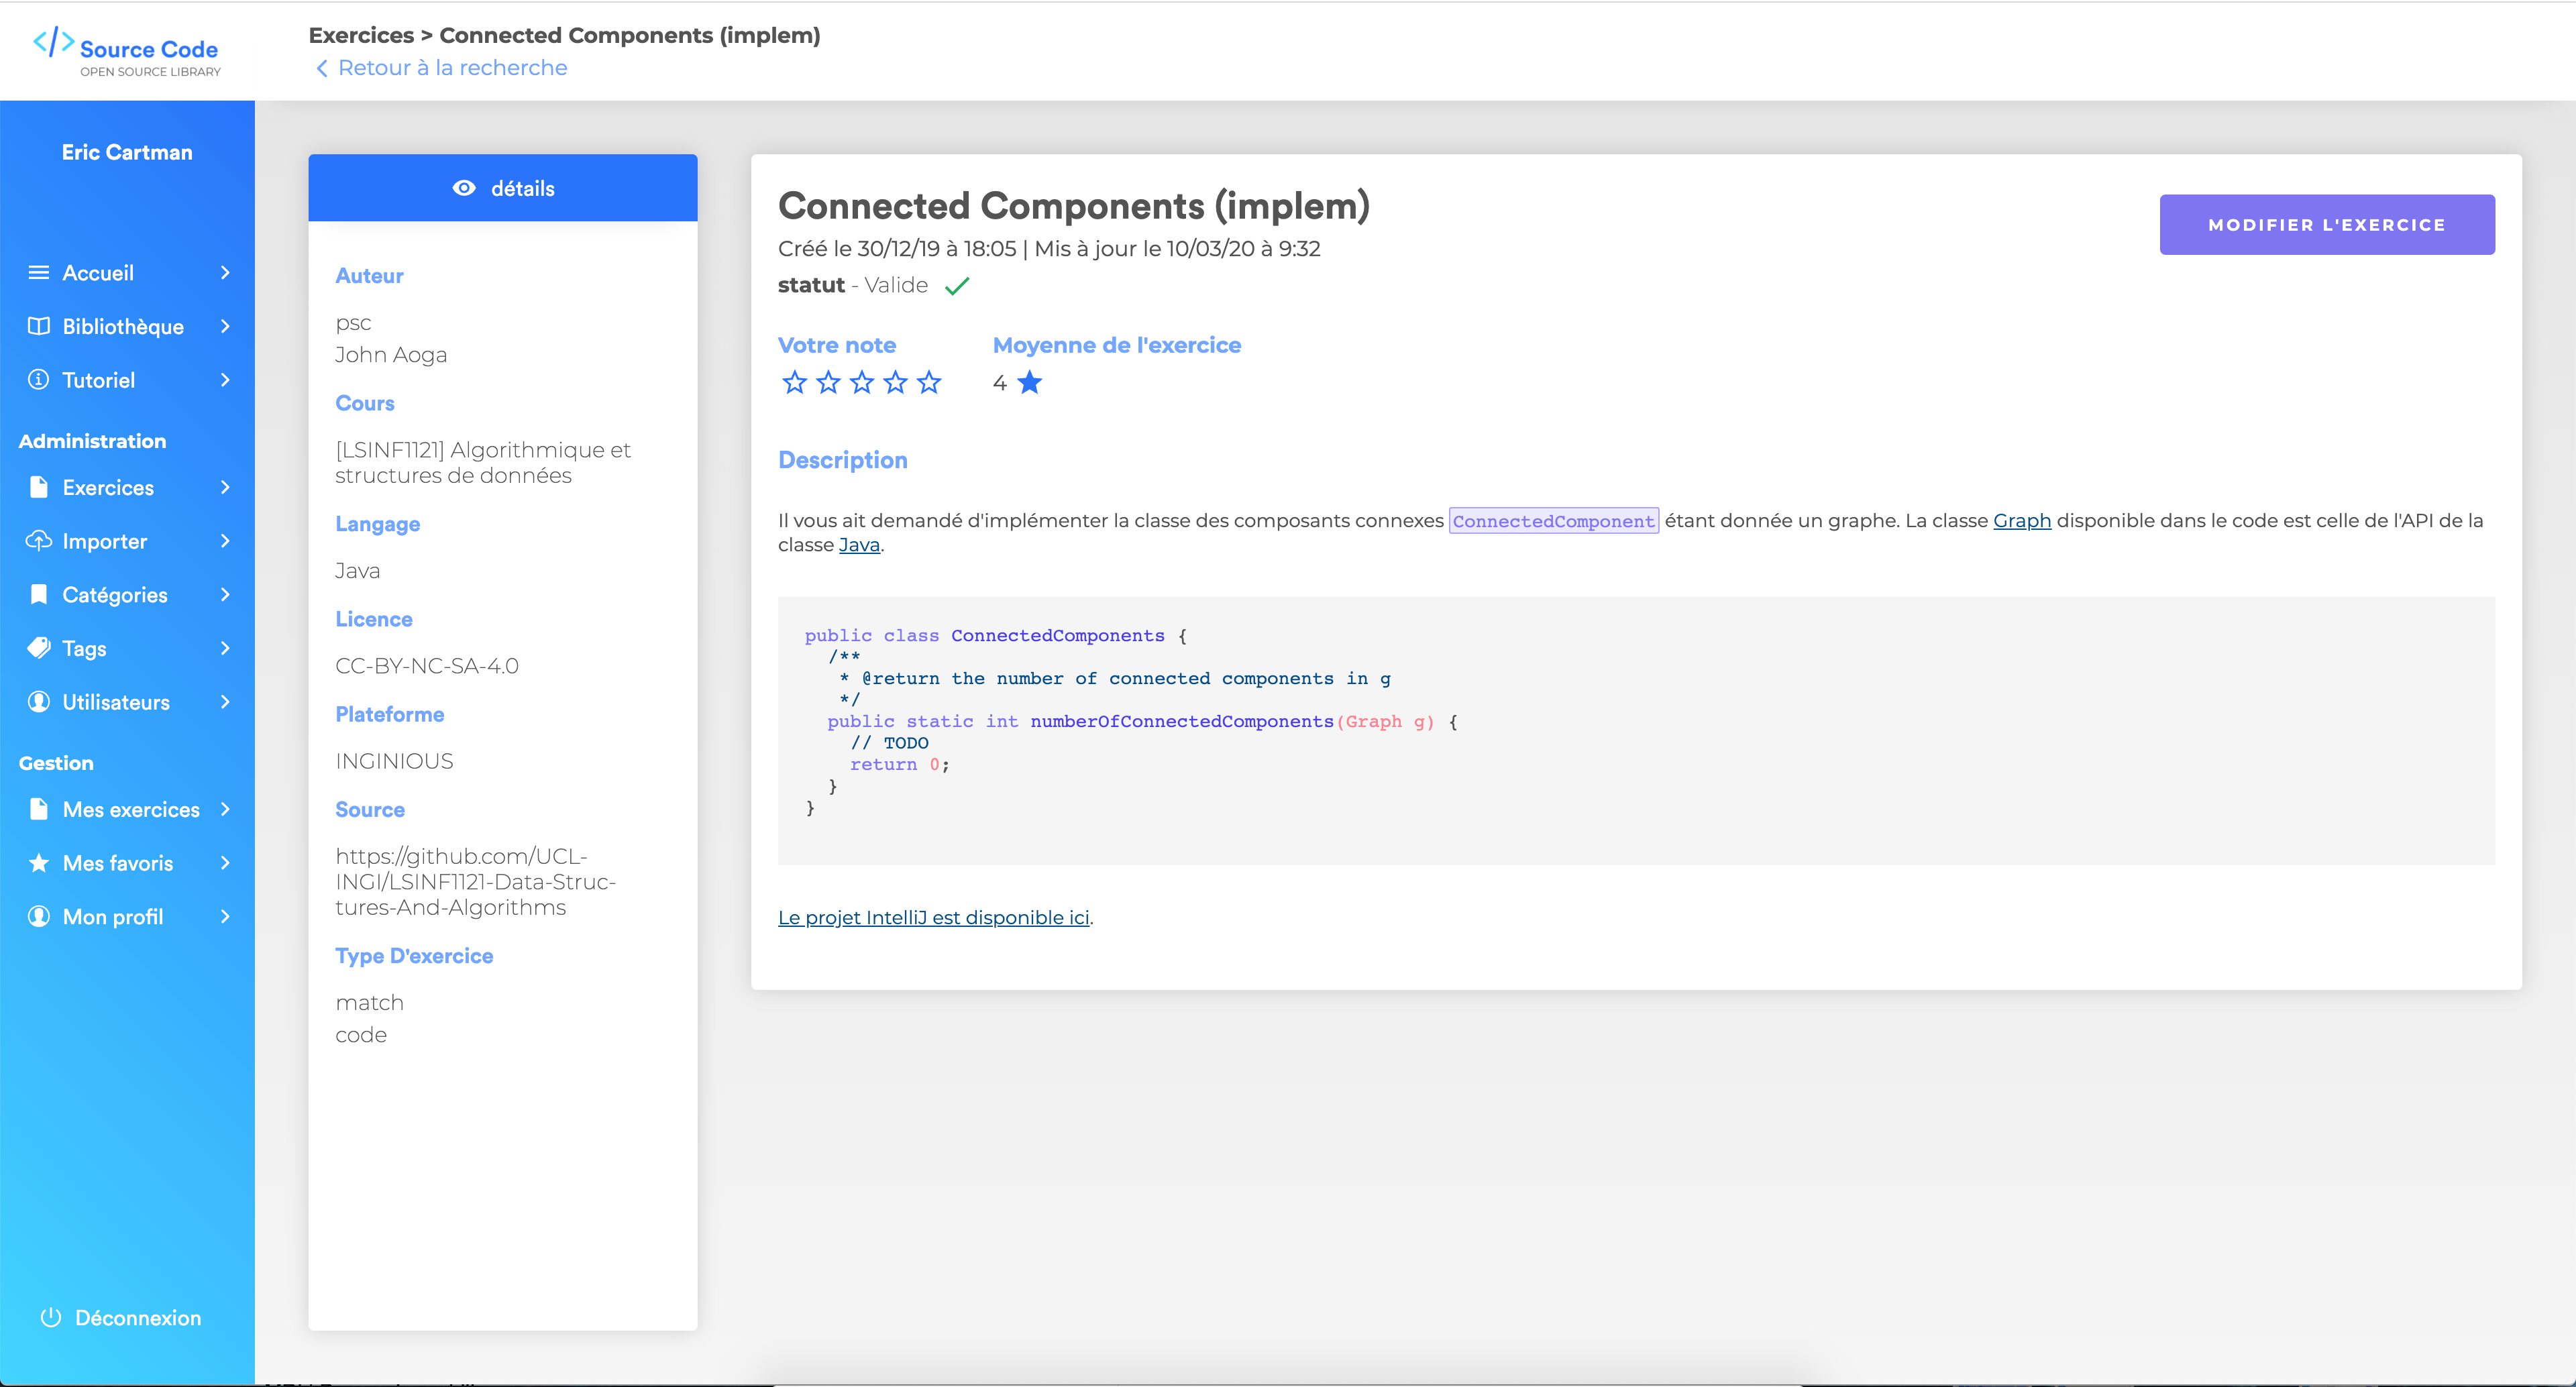 Source Code
OPEN SOURCE LIBRARY
Exercices > Connected Components (implem)
Retour à la recherche
Eric Cartman
Accueil
Bibliothèque
Tutoriel
Administration
Exercices
Importer
Catégories
Tags
Utilisateurs
Gestion
Mes exercices
Mes favoris
Mon profil
Déconnexion
détails
Auteur
psc
John Aoga
Cours
[LSINF1121] Algorithmique et
structures de données
Langage
Java
Licence
CC-BY-NC-SA-4.0
Plateforme
INGINIOUS
Source
https://github.com/UCL-
INGI/LSINF1121-Data-Struc-
tures-And-Algorithms
Type D'exercice
match
code
Connected Components (implem)
MODIFIER L'EXERCICE
Créé le 30/12/19 à 18:05 | Mis à jour le 10/03/20 à 9:32
statut - Valide
Votre note
Moyenne de l'exercice
4
Description
Il vous ait demandé d'implémenter la classe des composants connexes ConnectedComponent étant donnée un graphe. La classe Graph disponible dans le code est celle de l'API de la
classe Java.
public class ConnectedComponents {
/**
* @return the number of connected components in g
*/
public static int numberOfConnectedComponents(Graph g) {
// TODO
return 0;
}
}
Le projet IntelliJ est disponible ici.